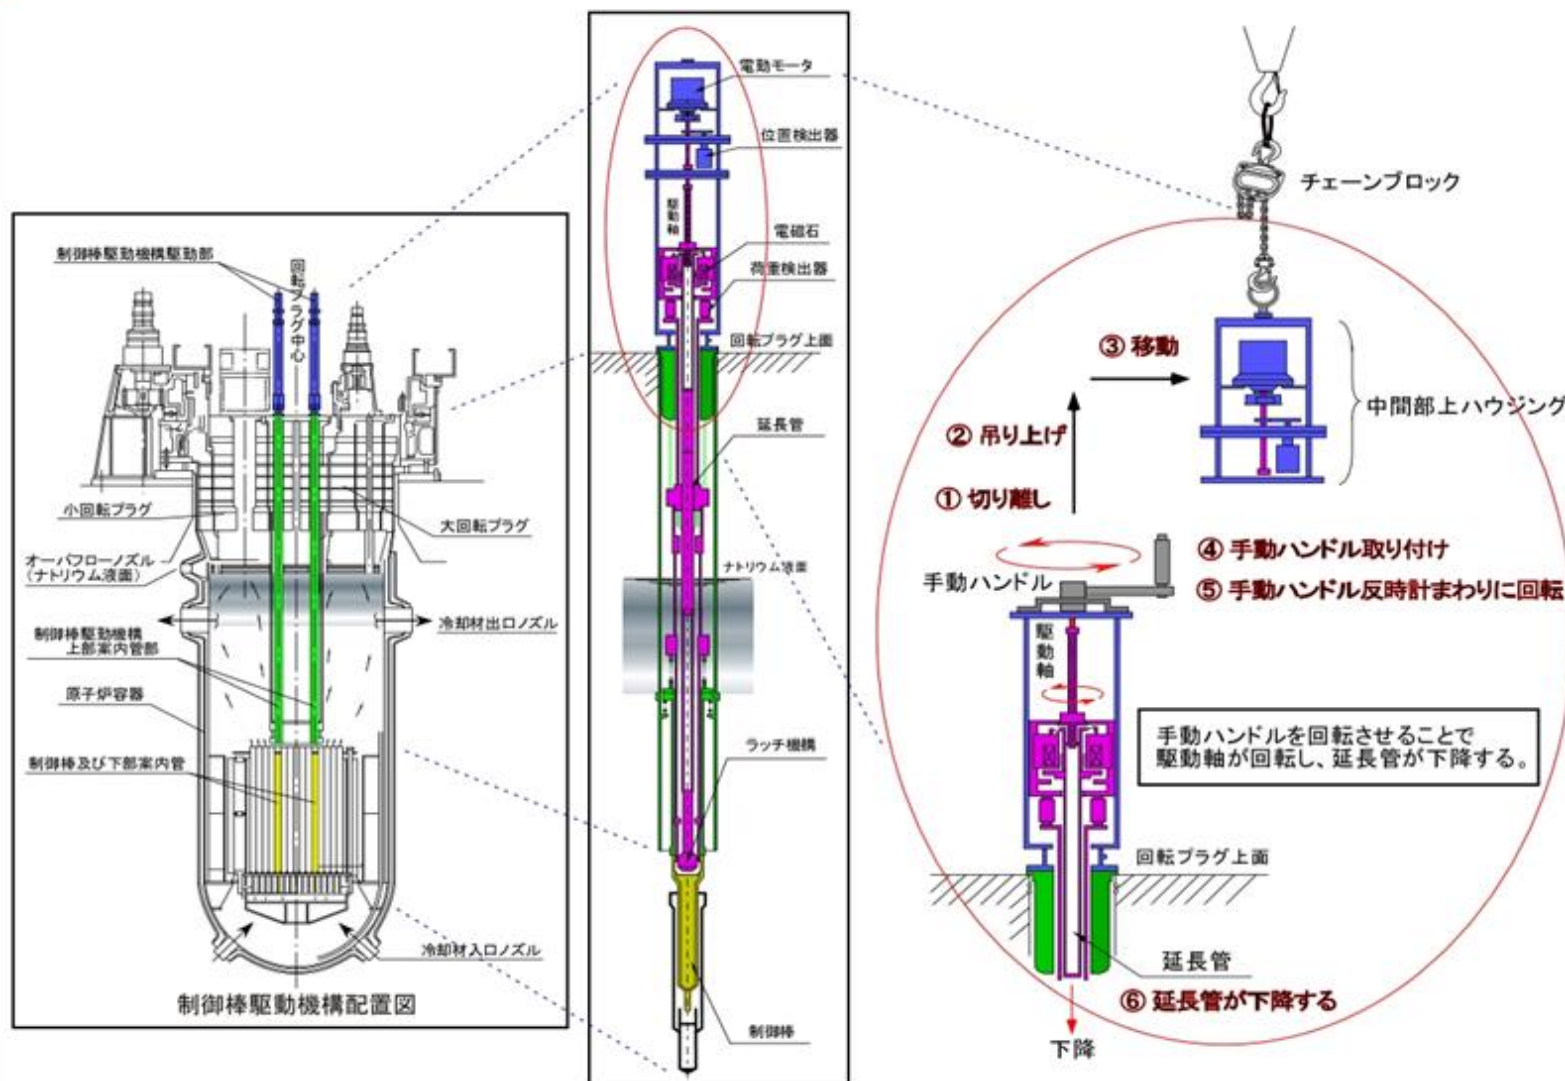 制御棒駆動機構駆動部
回転プラグ中心
小回転プラグ
大回転プラグ
オーバフローノズル
（ナトリウム液面）
冷却材出口ノズル
制御棒駆動機構
上部案内管部
原子炉容器
制御棒及び下部案内管
冷却材入口ノズル
制御棒駆動機構配置図
電動モータ
位置検出器
駆動軸
電磁石
荷重検出器
回転プラグ上面
延長管
ナトリウム液面
ラッチ機構
制御棒
チェーンブロック
③ 移動
中間部上ハウジング
② 吊り上げ
① 切り離し
④ 手動ハンドル取り付け
手動ハンドル
⑤ 手動ハンドル反時計まわりに回転
駆動軸
手動ハンドルを回転させることで
駆動軸が回転し、延長管が下降する。
回転プラグ上面
延長管
⑥ 延長管が下降する
下降